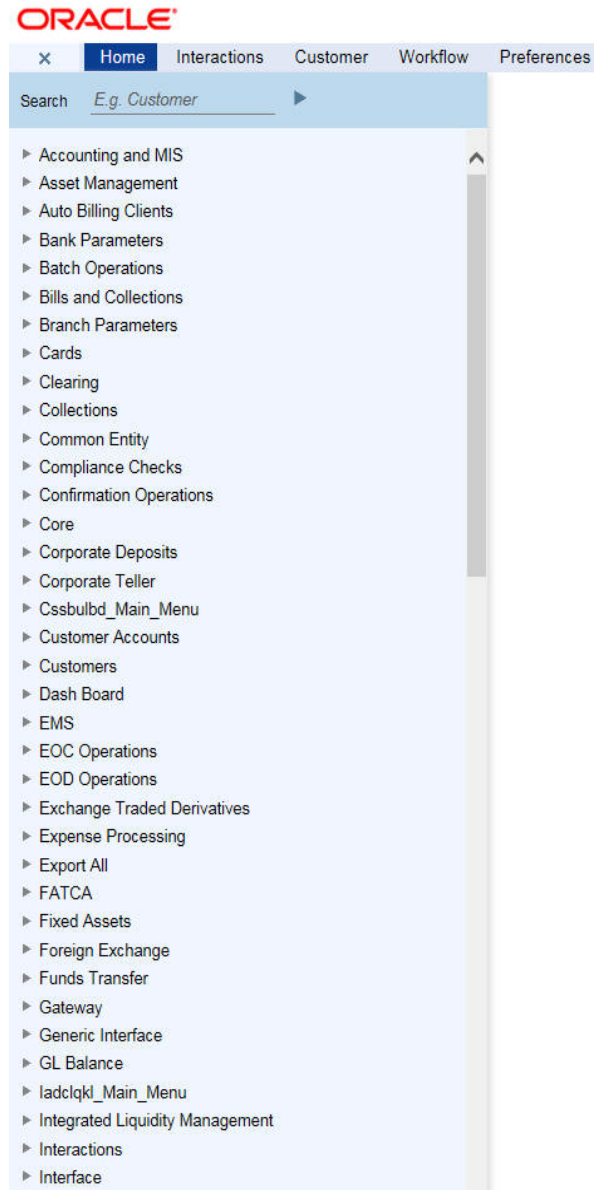 ORACLE
× Home Interactions Customer Workflow Preferences
Search E.g. Customer
Accounting and MIS
Asset Management
Auto Billing Clients
Bank Parameters
Batch Operations
Bills and Collections
Branch Parameters
Cards
Clearing
Collections
Common Entity
Compliance Checks
Confirmation Operations
Core
Corporate Deposits
Corporate Teller
Cssbulbd_Main_Menu
Customer Accounts
Customers
Dash Board
EMS
EOC Operations
EOD Operations
Exchange Traded Derivatives
Expense Processing
Export All
FATCA
Fixed Assets
Foreign Exchange
Funds Transfer
Gateway
Generic Interface
GL Balance
Iadclqkl_Main_Menu
Integrated Liquidity Management
Interactions
Interface